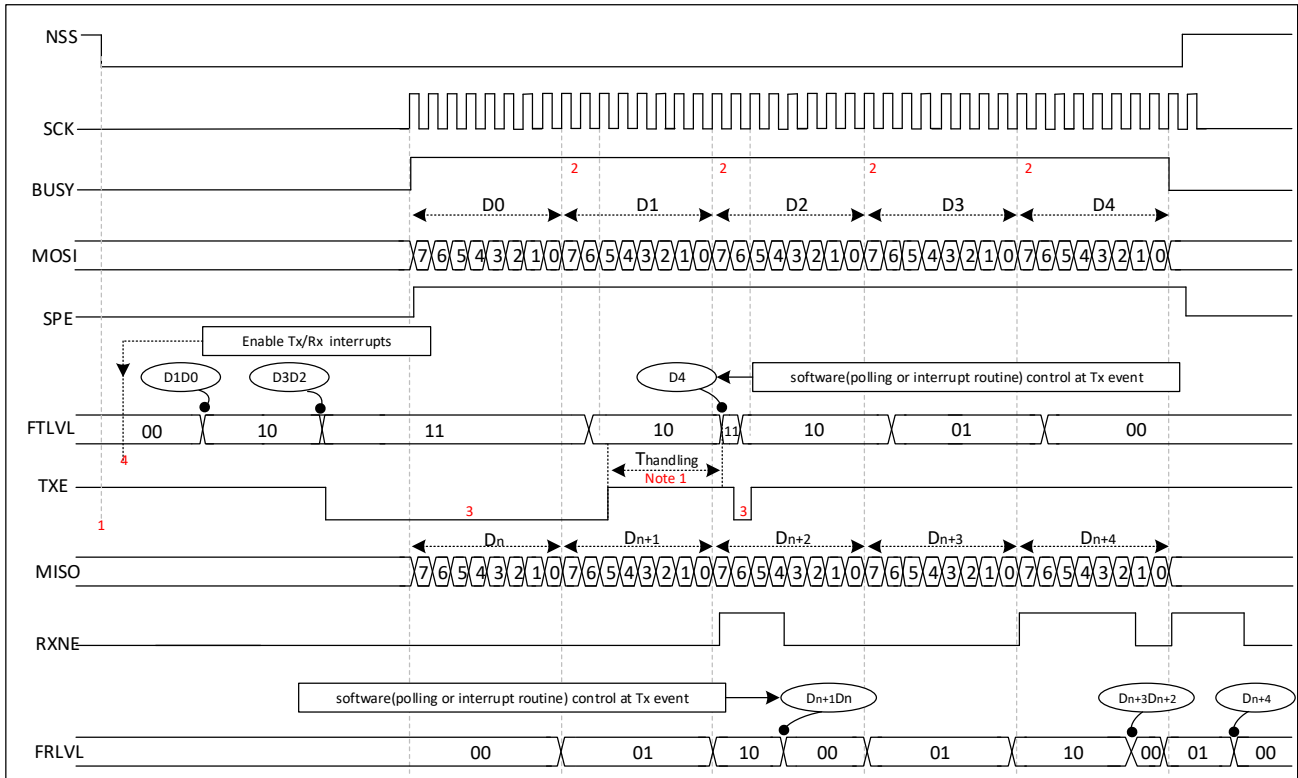 NSS
SCK
BUSY
2 2 2 2
D0 D1 D2 D3 D4
MOSI 7 6 5 4 3 2 1 0 7 6 5 4 3 2 1 0 7 6 5 4 3 2 1 0 7 6 5 4 3 2 1 0 7 6 5 4 3 2 1 0
SPE
Enable Tx/Rx interrupts
D1D0 D3D2 D4 software(polling or interrupt routine) control at Tx event
FTLVL 00 10 11 10 11 10 01 00
4 Thandling
Note 1
TXE
1 3 3
Dn Dn+1 Dn+2 Dn+3 Dn+4
MISO 7 6 5 4 3 2 1 0 7 6 5 4 3 2 1 0 7 6 5 4 3 2 1 0 7 6 5 4 3 2 1 0 7 6 5 4 3 2 1 0
RXNE
software(polling or interrupt routine) control at Tx event Dn+1Dn Dn+3Dn+2 Dn+4
FRLVL 00 01 10 00 01 10 00 01 00